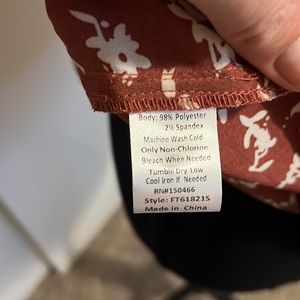 Body: 98% Polyester
2% Spandex
Machine Wash Cold
Only Non-Chlorine
Bleach When Needed
Tumble Dry Low
Cool Iron If Needed
RN#150466
Style: FT61821S
Made in China